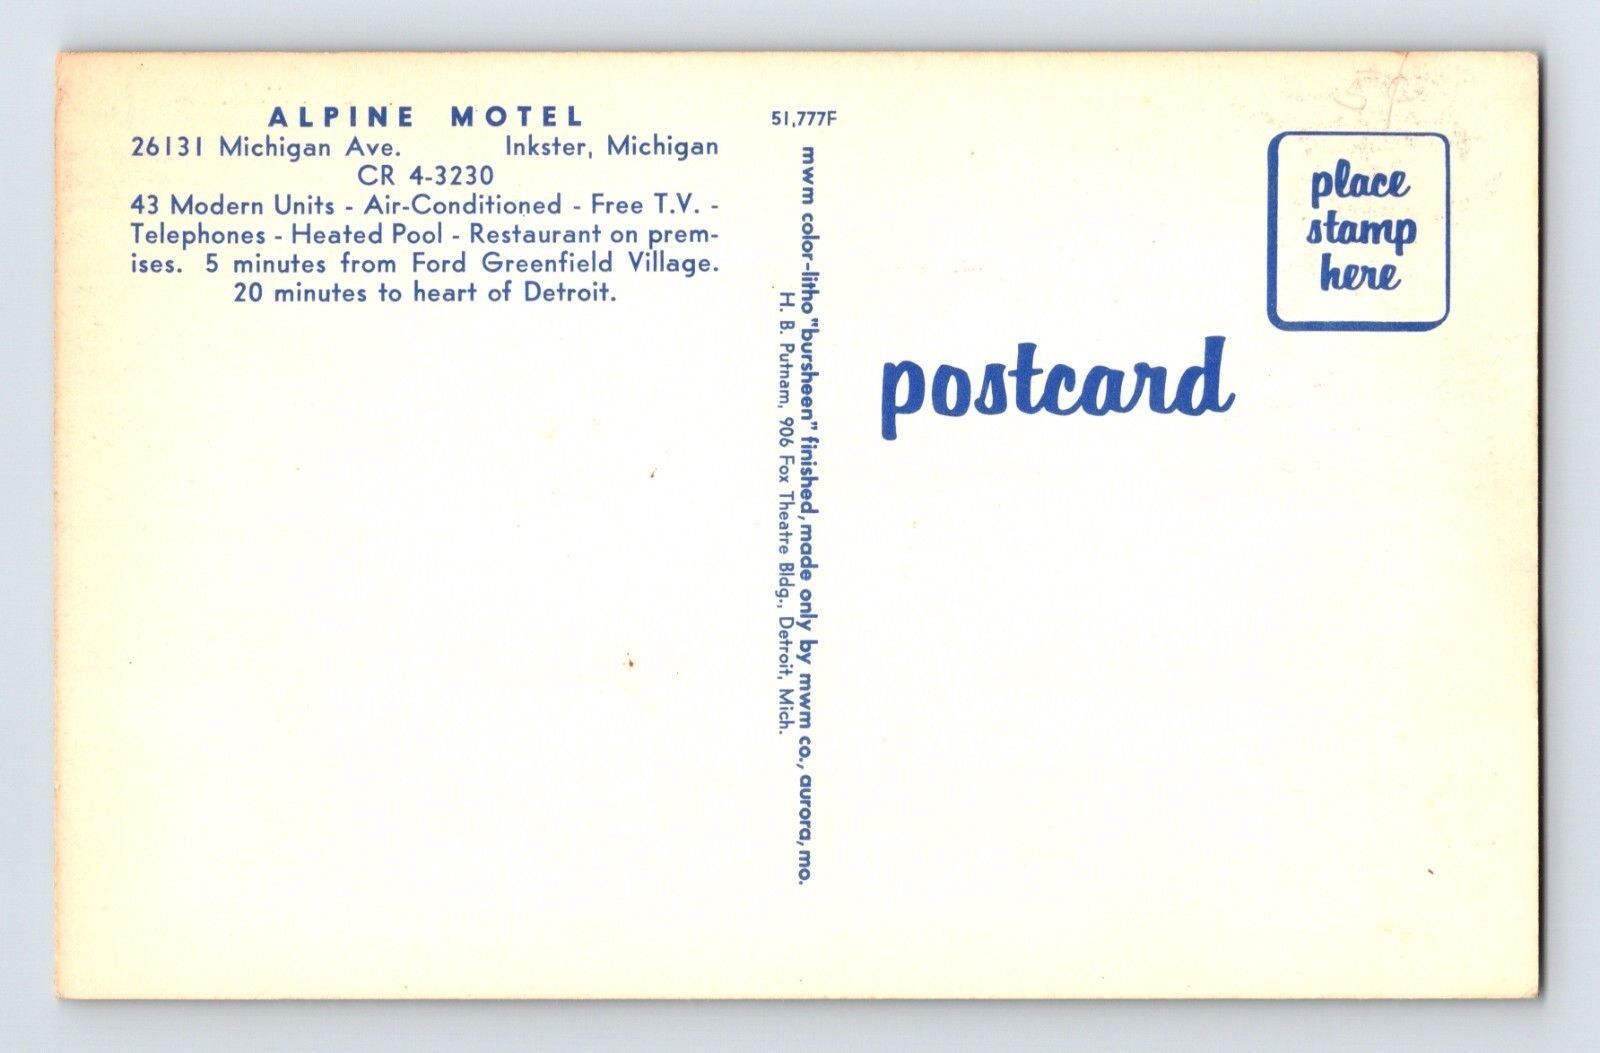 ALPINE MOTEL
26131 Michigan Ave. Inkster, Michigan
CR 4-3230
43 Modern Units - Air-Conditioned - Free T.V. -
Telephones - Heated Pool - Restaurant on prem-
ises. 5 minutes from Ford Greenfield Village.
20 minutes to heart of Detroit.
51,777F
mwm color-litho "bursheen" finished, made only by mwm co., aurora, mo.
H. B. Putnam, 906 Fox Theatre Bldg., Detroit, Mich.
place
stamp
here
postcard